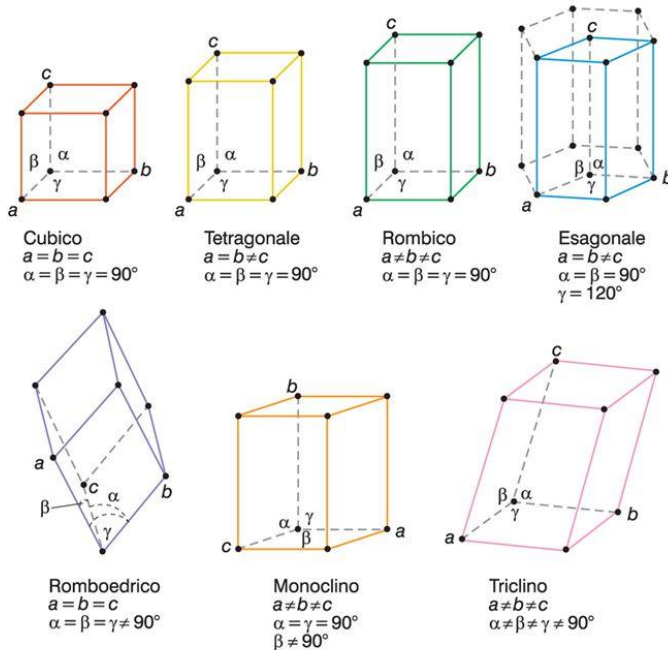 c
β α
γ
b
a
Cubico
a = b = c
α = β = γ = 90°
c
β α
γ
b
a
Tetragonale
a = b ≠ c
α = β = γ = 90°
c
β α
γ
b
a
Rombico
a ≠ b ≠ c
α = β = γ = 90°
c
β α
γ
b
a
Esagonale
a = b ≠ c
α = β = 90°
γ = 120°
a
c
b
β α
γ
Romboedrico
a = b = c
α = β = γ ≠ 90°
b
α γ
β
a
c
Monoclino
a ≠ b ≠ c
α = γ = 90°
β ≠ 90°
c
β α
γ
b
a
Triclino
a ≠ b ≠ c
α ≠ β ≠ γ ≠ 90°